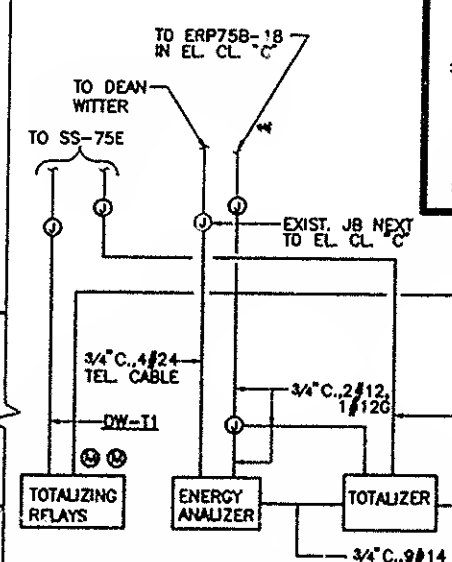 TO ERP75B-18
IN EL. CL. "C"
TO DEAN
WITTER
TO SS-75E
J
J
J
J
EXIST. JB NEXT
TO EL. CL. "C"
3/4"C.,4#24
TEL. CABLE
3/4"C.,2#12,
1#12G
DW-T1
J
M M
TOTALIZING
RELAYS
ENERGY
ANALIZER
TOTALIZER
3/4"C.,9#14